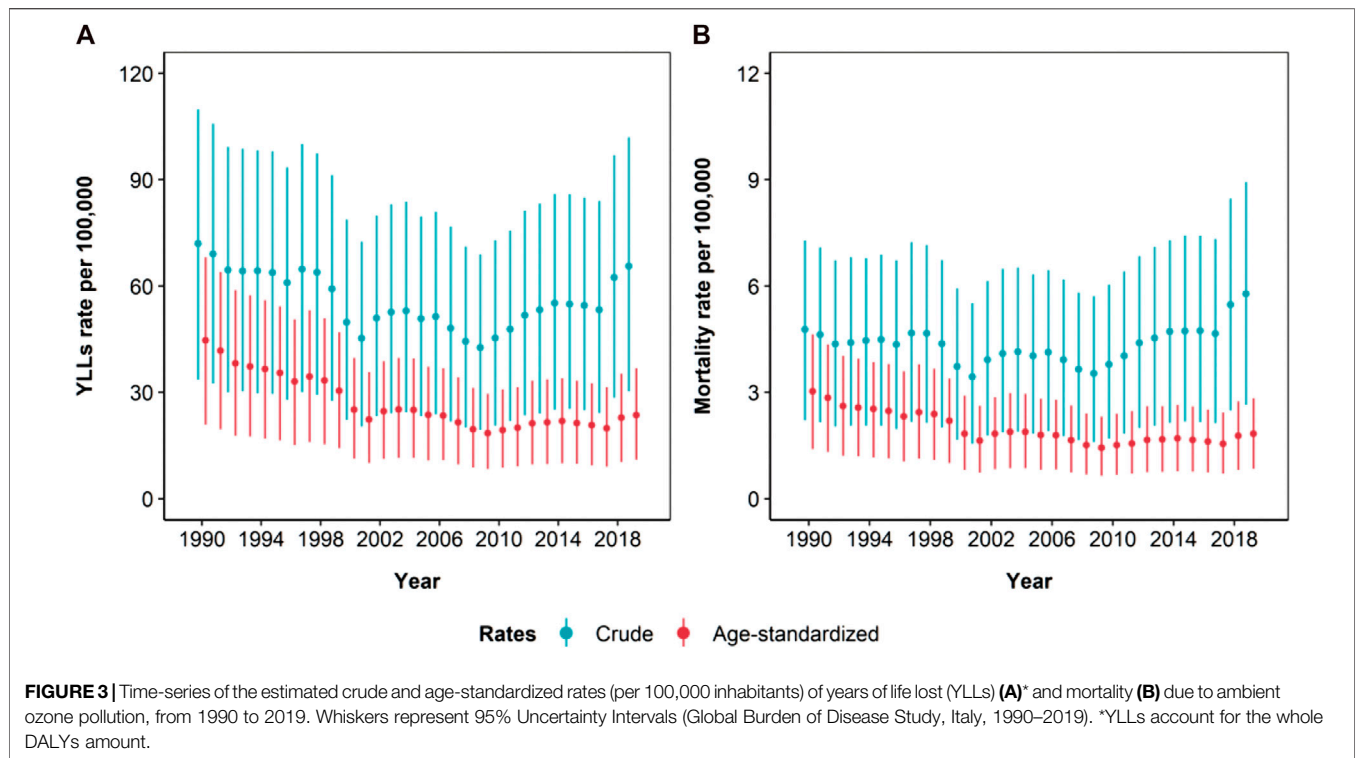 A
B
120
90
60
30
0
YLLs rate per 100,000
1990 1994 1998 2002 2006 2010 2014 2018
Year
12
9
6
3
0
Mortality rate per 100,000
1990 1994 1998 2002 2006 2010 2014 2018
Year
Rates Crude Age-standardized
FIGURE 3 | Time-series of the estimated crude and age-standardized rates (per 100,000 inhabitants) of years of life lost (YLLs) (A)* and mortality (B) due to ambient
ozone pollution, from 1990 to 2019. Whiskers represent 95% Uncertainty Intervals (Global Burden of Disease Study, Italy, 1990–2019). *YLLs account for the whole
DALYs amount.